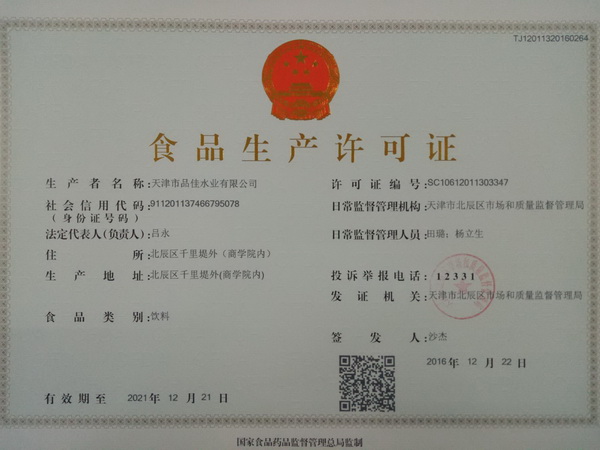 TJ12011320160264
食品生产许可证
生产者名称:天津市品佳水业有限公司
社会信用代码:911201137466795078
(身份证号码)
法定代表人(负责人):吕永
住所:北辰区千里堤外（商学院内）
生产地址:北辰区千里堤外(商学院内)
食品类别:饮料
有效期至 2021年 12月 21日
许可证编号:SC10612011303347
日常监督管理机构:天津市北辰区市场和质量监督管理局
日常监督管理人员:田璐；杨立生
投诉举报电话:12331
发证机关:天津市北辰区市场和质量监督管理局
签发人:沙杰
2016年 12月 22日
国家食品药品监督管理总局监制